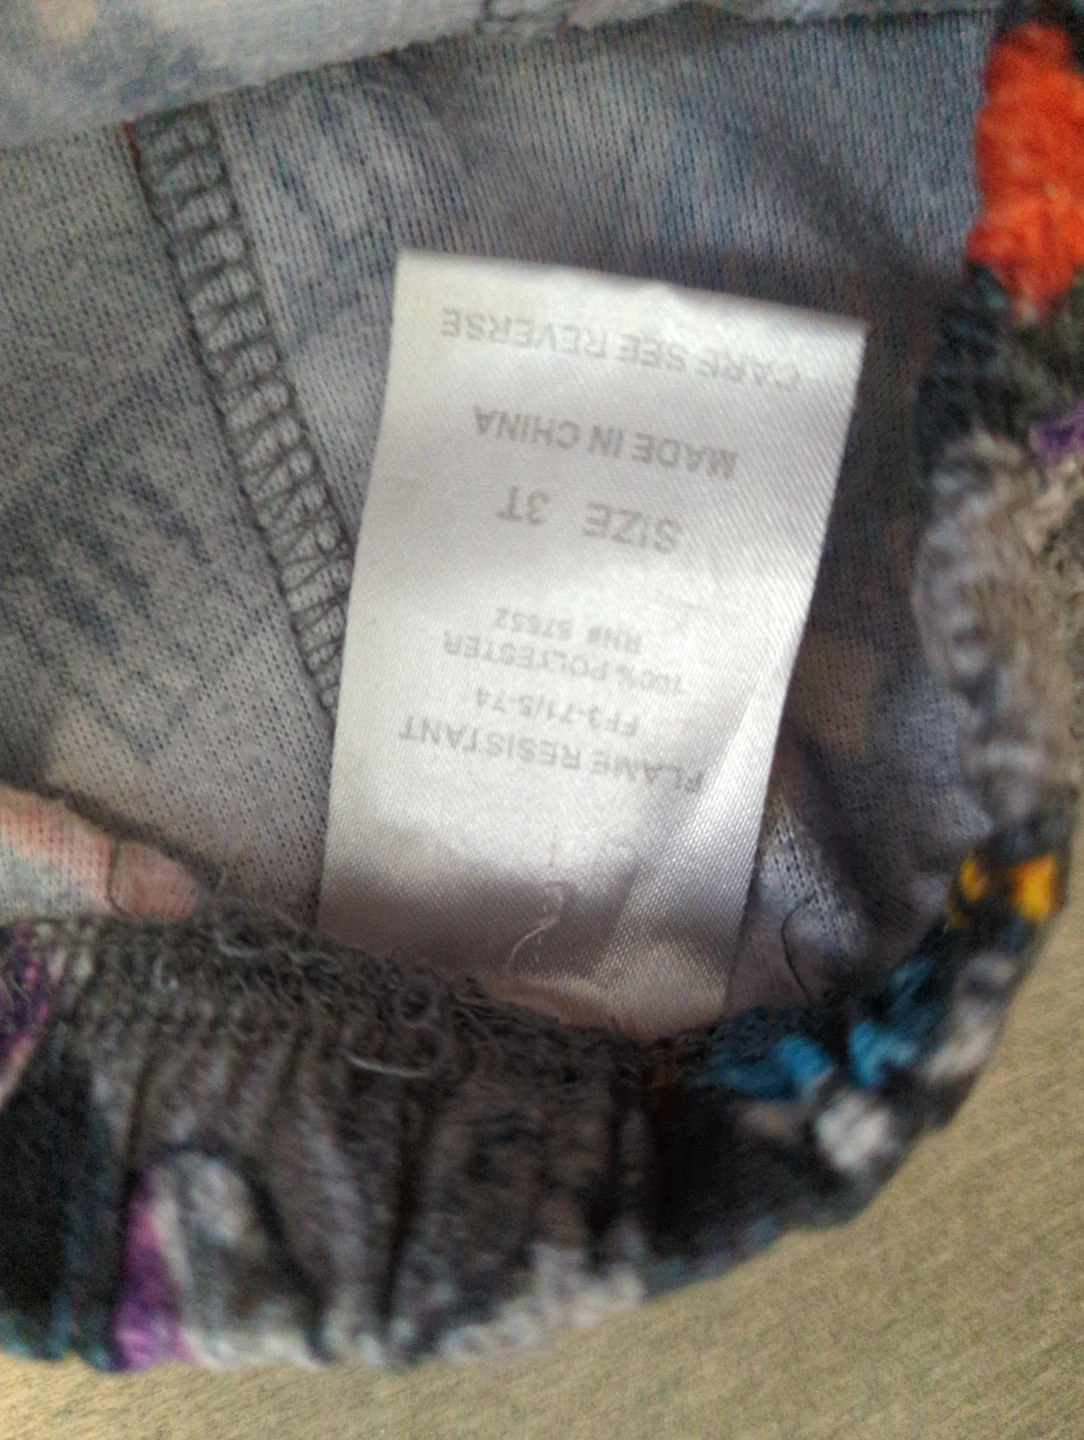 FLAME RESISTANT
FF3-71/5-74
100% POLYESTER
RN# 57652
SIZE 3T
MADE IN CHINA
CARE SEE REVERSE